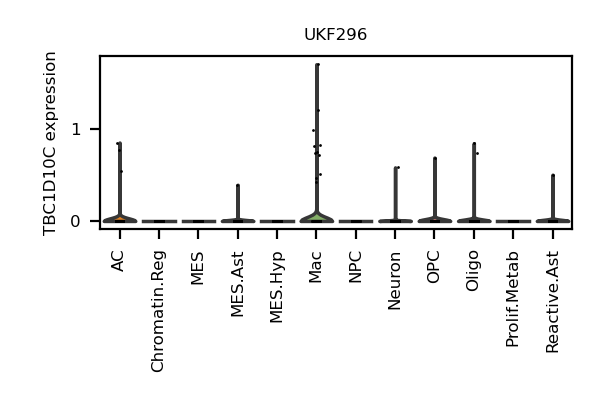 UKF296
TBC1D10C expression
1
0
AC
Chromatin.Reg
MES
MES.Ast
MES.Hyp
Mac
NPC
Neuron
OPC
Oligo
Prolif.Metab
Reactive.Ast